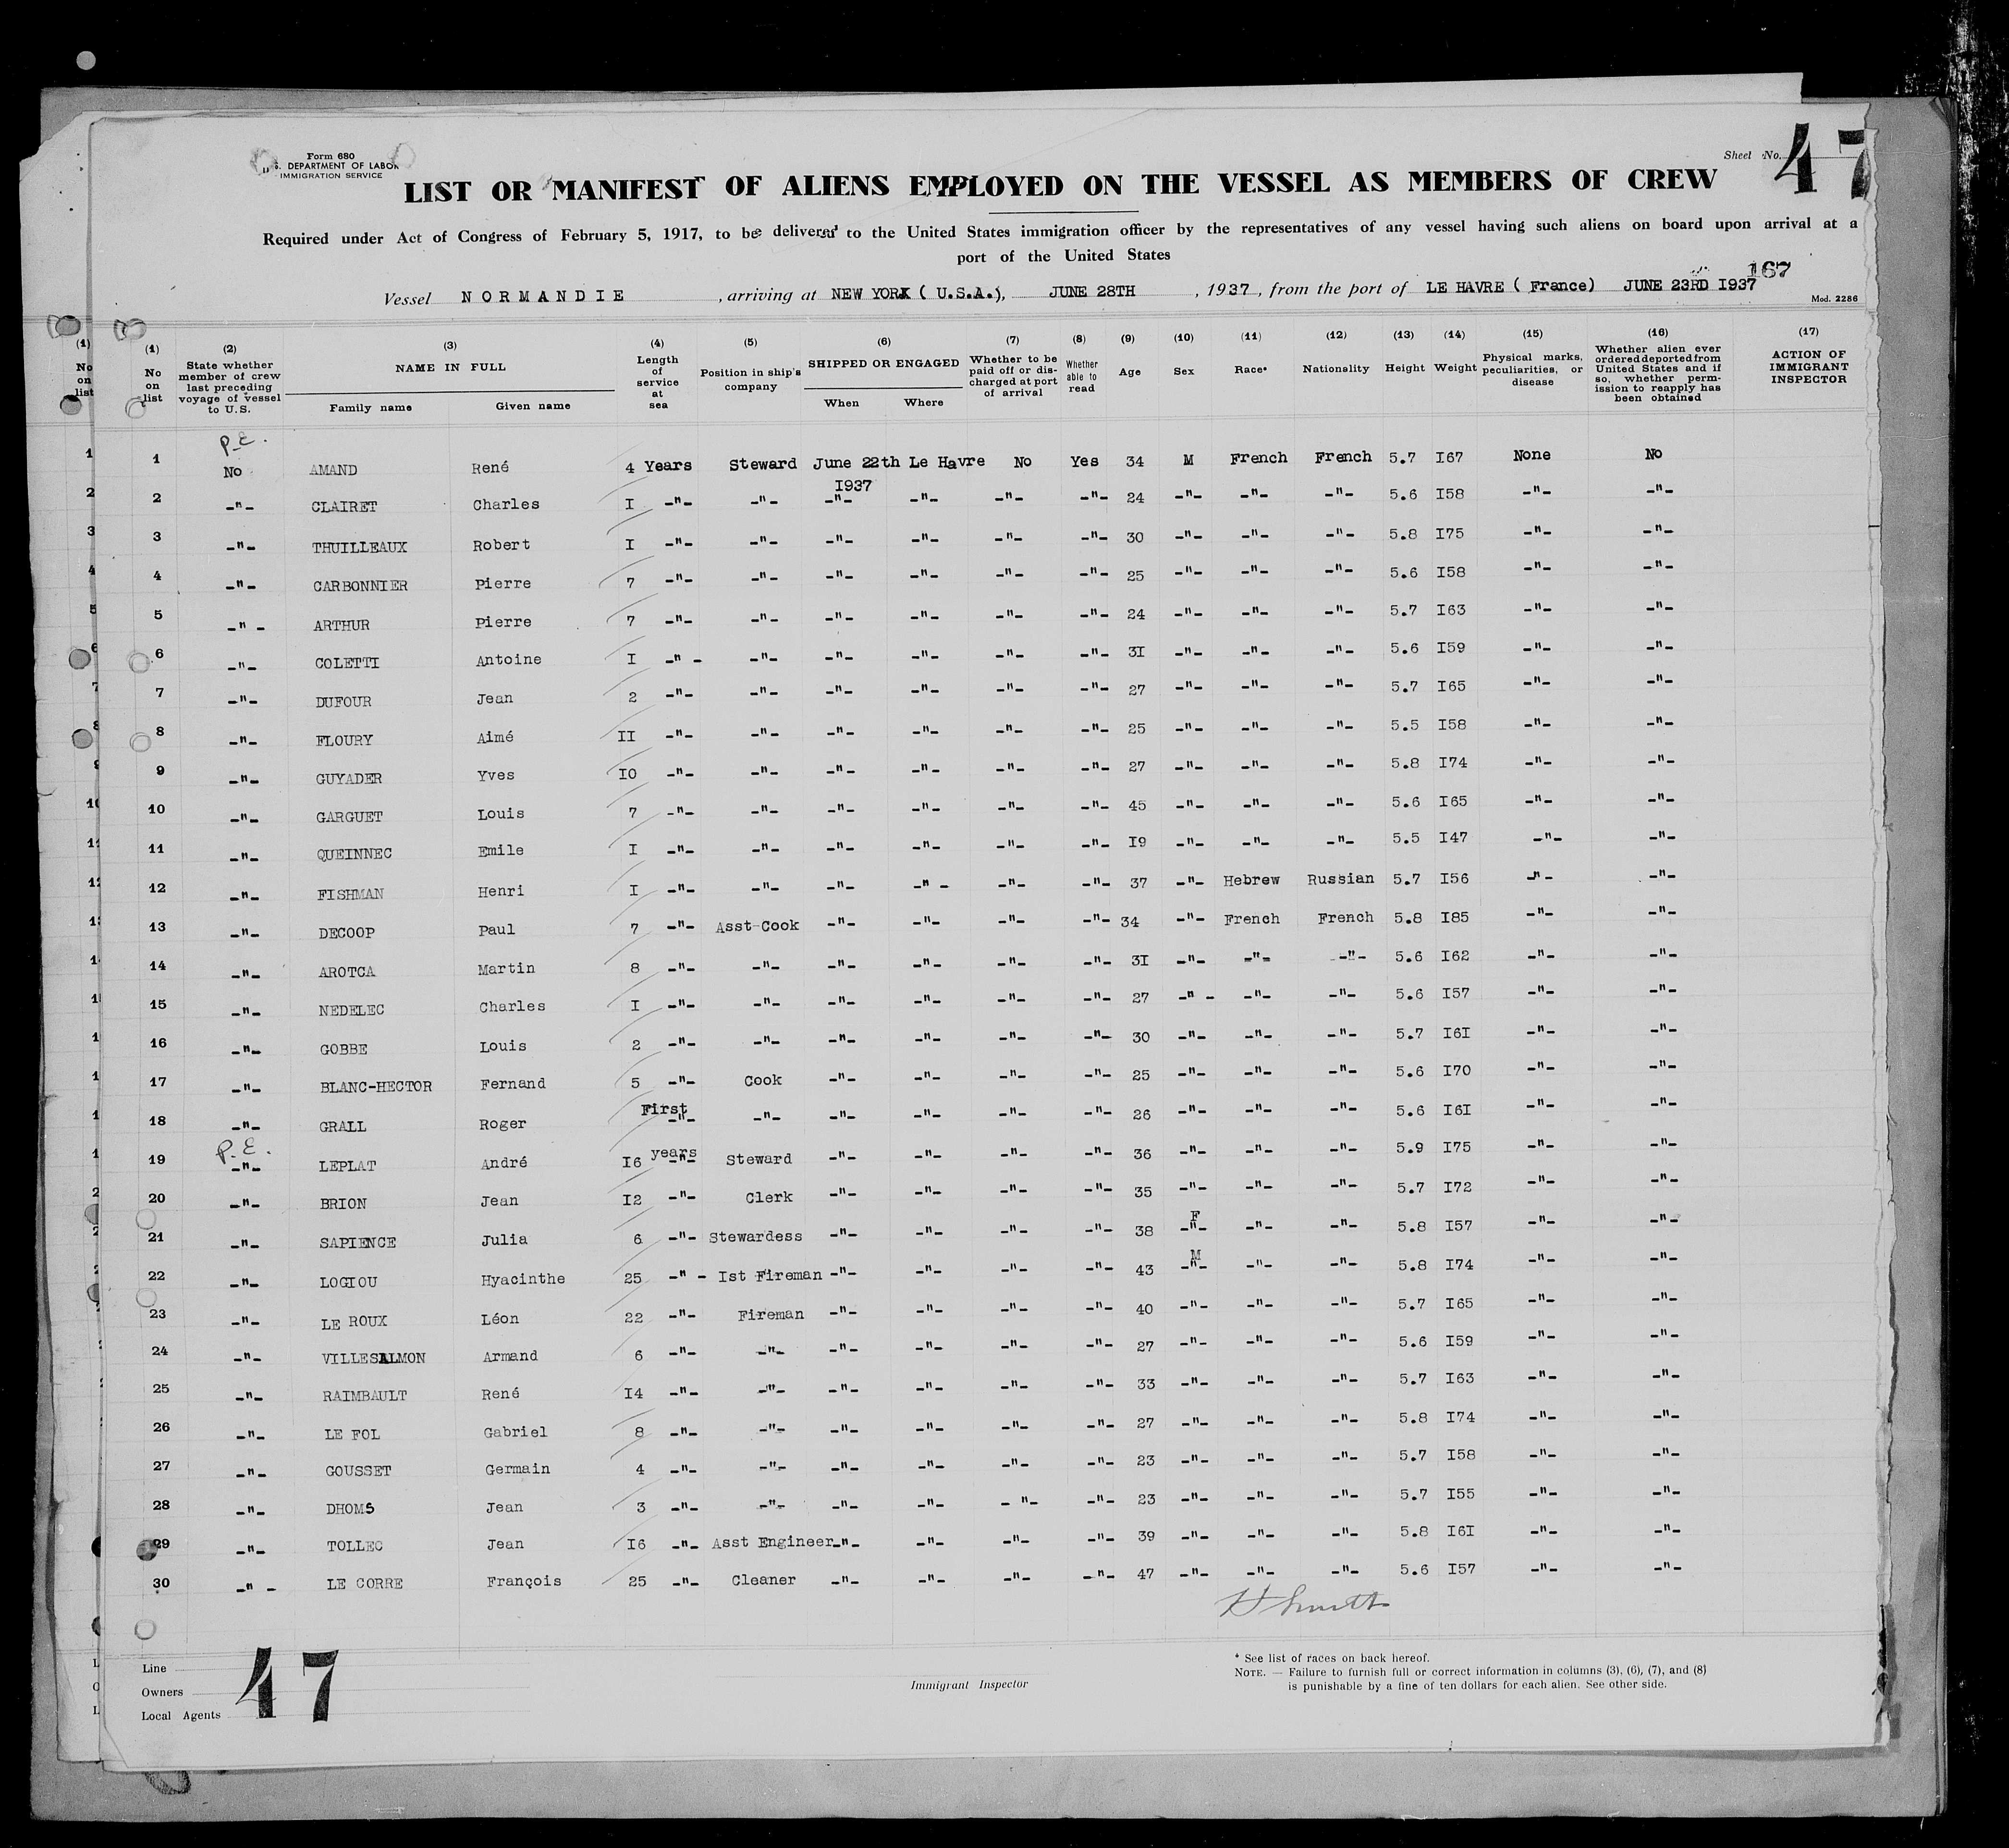 Form 680
U. S. DEPARTMENT OF LABOR
IMMIGRATION SERVICE
Sheet No. 47
LIST OR MANIFEST OF ALIENS EMPLOYED ON THE VESSEL AS MEMBERS OF CREW
Required under Act of Congress of February 5, 1917, to be delivered to the United States immigration officer by the representatives of any vessel having such aliens on board upon arrival at a
port of the United States
167
Vessel NORMANDIE, arriving at NEW YORK ( U.S.A.), JUNE 28TH, 1937, from the port of LE HAVRE ( France) JUNE 23RD I937
Mod. 2286
(1) No on list (2) State whether member of crew last preceding voyage of vessel to U.S. (3) NAME IN FULL Family name Given name (4) Length of service at sea (5) Position in ship's company (6) SHIPPED OR ENGAGED When Where (7) Whether to be paid off or discharged at port of arrival (8) Whether able to read (9) Age (10) Sex (11) Race* (12) Nationality (13) Height (14) Weight (15) Physical marks, peculiarities, or disease (16) Whether alien ever ordered deported from United States and if so, whether permission to reapply has been obtained (17) ACTION OF IMMIGRANT INSPECTOR
P.E.
1 No AMAND René 4 Years Steward June 22th I937 Le Havre No Yes 34 M French French 5.7 I67 None No
2 -"- CLAIRET Charles I -"- -"- -"- -"- -"- -"- 24 -"- -"- -"- 5.6 I58 -"- -"-
3 -"- THUILLEAUX Robert I -"- -"- -"- -"- -"- -"- 30 -"- -"- -"- 5.8 I75 -"- -"-
4 -"- CARBONNIER Pierre 7 -"- -"- -"- -"- -"- -"- 25 -"- -"- -"- 5.6 I58 -"- -"-
5 -"- ARTHUR Pierre 7 -"- -"- -"- -"- -"- -"- 24 -"- -"- -"- 5.7 I63 -"- -"-
6 -"- COLETTI Antoine I -"- -"- -"- -"- -"- -"- 3I -"- -"- -"- 5.6 I59 -"- -"-
7 -"- DUFOUR Jean 2 -"- -"- -"- -"- -"- -"- 27 -"- -"- -"- 5.7 I65 -"- -"-
8 -"- FLOURY Aimé II -"- -"- -"- -"- -"- -"- 25 -"- -"- -"- 5.5 I58 -"- -"-
9 -"- GUYADER Yves I0 -"- -"- -"- -"- -"- -"- 27 -"- -"- -"- 5.8 I74 -"- -"-
10 -"- GARGUET Louis 7 -"- -"- -"- -"- -"- -"- 45 -"- -"- -"- 5.6 I65 -"- -"-
11 -"- QUEINNEC Emile I -"- -"- -"- -"- -"- -"- I9 -"- -"- -"- 5.5 I47 -"- -"-
12 -"- FISHMAN Henri I -"- -"- -"- -"- -"- -"- 37 -"- Hebrew Russian 5.7 I56 -"- -"-
13 -"- DECOOP Paul 7 -"- Asst-Cook -"- -"- -"- -"- 34 -"- French French 5.8 I85 -"- -"-
14 -"- AROTCA Martin 8 -"- -"- -"- -"- -"- -"- 3I -"- -"- -"- 5.6 I62 -"- -"-
15 -"- NEDELEC Charles I -"- -"- -"- -"- -"- -"- 27 -"- -"- -"- 5.6 I57 -"- -"-
16 -"- GOBBE Louis 2 -"- -"- -"- -"- -"- -"- 30 -"- -"- -"- 5.7 I6I -"- -"-
17 -"- BLANC-HECTOR Fernand 5 -"- Cook -"- -"- -"- -"- 25 -"- -"- -"- 5.6 I70 -"- -"-
18 -"- GRALL Roger First -"- -"- -"- -"- -"- -"- 26 -"- -"- -"- 5.6 I6I -"- -"-
P.E.
19 -"- LEPLAT André I6 years -"- Steward -"- -"- -"- -"- 36 -"- -"- -"- 5.9 I75 -"- -"-
20 -"- BRION Jean I2 -"- Clerk -"- -"- -"- -"- 35 -"- -"- -"- 5.7 I72 -"- -"-
21 -"- SAPIENCE Julia 6 -"- Stewardess -"- -"- -"- -"- 38 F -"- -"- -"- 5.8 I57 -"- -"-
22 -"- LOGIOU Hyacinthe 25 -"- Ist Fireman -"- -"- -"- -"- 43 M -"- -"- -"- 5.8 I74 -"- -"-
23 -"- LE ROUX Léon 22 -"- Fireman -"- -"- -"- -"- 40 -"- -"- -"- 5.7 I65 -"- -"-
24 -"- VILLESALMON Armand 6 -"- -"- -"- -"- -"- -"- 27 -"- -"- -"- 5.6 I59 -"- -"-
25 -"- RAIMBAULT René I4 -"- -"- -"- -"- -"- -"- 33 -"- -"- -"- 5.7 I63 -"- -"-
26 -"- LE FOL Gabriel 8 -"- -"- -"- -"- -"- -"- 27 -"- -"- -"- 5.8 I74 -"- -"-
27 -"- GOUSSET Germain 4 -"- -"- -"- -"- -"- -"- 23 -"- -"- -"- 5.7 I58 -"- -"-
28 -"- DHOMS Jean 3 -"- -"- -"- -"- -"- -"- 23 -"- -"- -"- 5.7 I55 -"- -"-
29 -"- TOLLEC Jean I6 -"- Asst Engineer -"- -"- -"- -"- 39 -"- -"- -"- 5.8 I6I -"- -"-
30 -"- LE CORRE François 25 -"- Cleaner -"- -"- -"- -"- 47 -"- -"- -"- 5.6 I57 -"- -"-
47
Line
Owners
Local Agents
Immigrant Inspector
* See list of races on back hereof.
NOTE. — Failure to furnish full or correct information in columns (3), (6), (7), and (8)
is punishable by a fine of ten dollars for each alien. See other side.